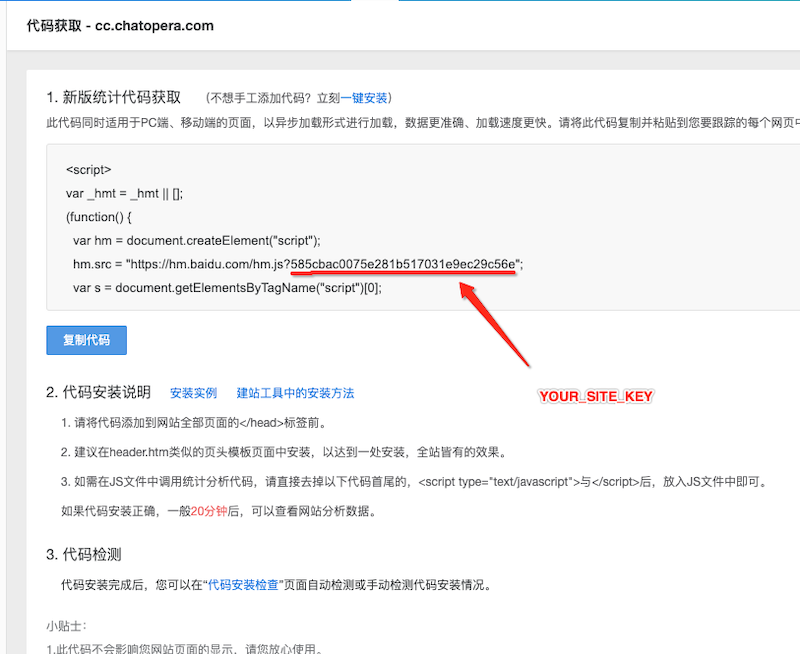 代码获取 - cc.chatopera.com
1. 新版统计代码获取 （不想手工添加代码？立刻一键安装）
此代码同时适用于PC端、移动端的页面，以异步加载形式进行加载，数据更准确、加载速度更快。请将此代码复制并粘贴到您要跟踪的每个网页中
<script>
var _hmt = _hmt || [];
(function() {
var hm = document.createElement("script");
hm.src = "https://hm.baidu.com/hm.js?585cbac0075e281b517031e9ec29c56e";
var s = document.getElementsByTagName("script")[0];
复制代码
YOUR_SITE_KEY
2. 代码安装说明 安装实例 建站工具中的安装方法
1. 请将代码添加到网站全部页面的</head>标签前。
2. 建议在header.htm类似的页头模板页面中安装，以达到一处安装，全站皆有的效果。
3. 如需在JS文件中调用统计分析代码，请直接去掉以下代码首尾的，<script type="text/javascript">与</script>后，放入JS文件中即可。
如果代码安装正确，一般20分钟后，可以查看网站分析数据。
3. 代码检测
代码安装完成后，您可以在“代码安装检查”页面自动检测或手动检测代码安装情况。
小贴士：
1.此代码不会影响您网站页面的显示，请您放心使用。